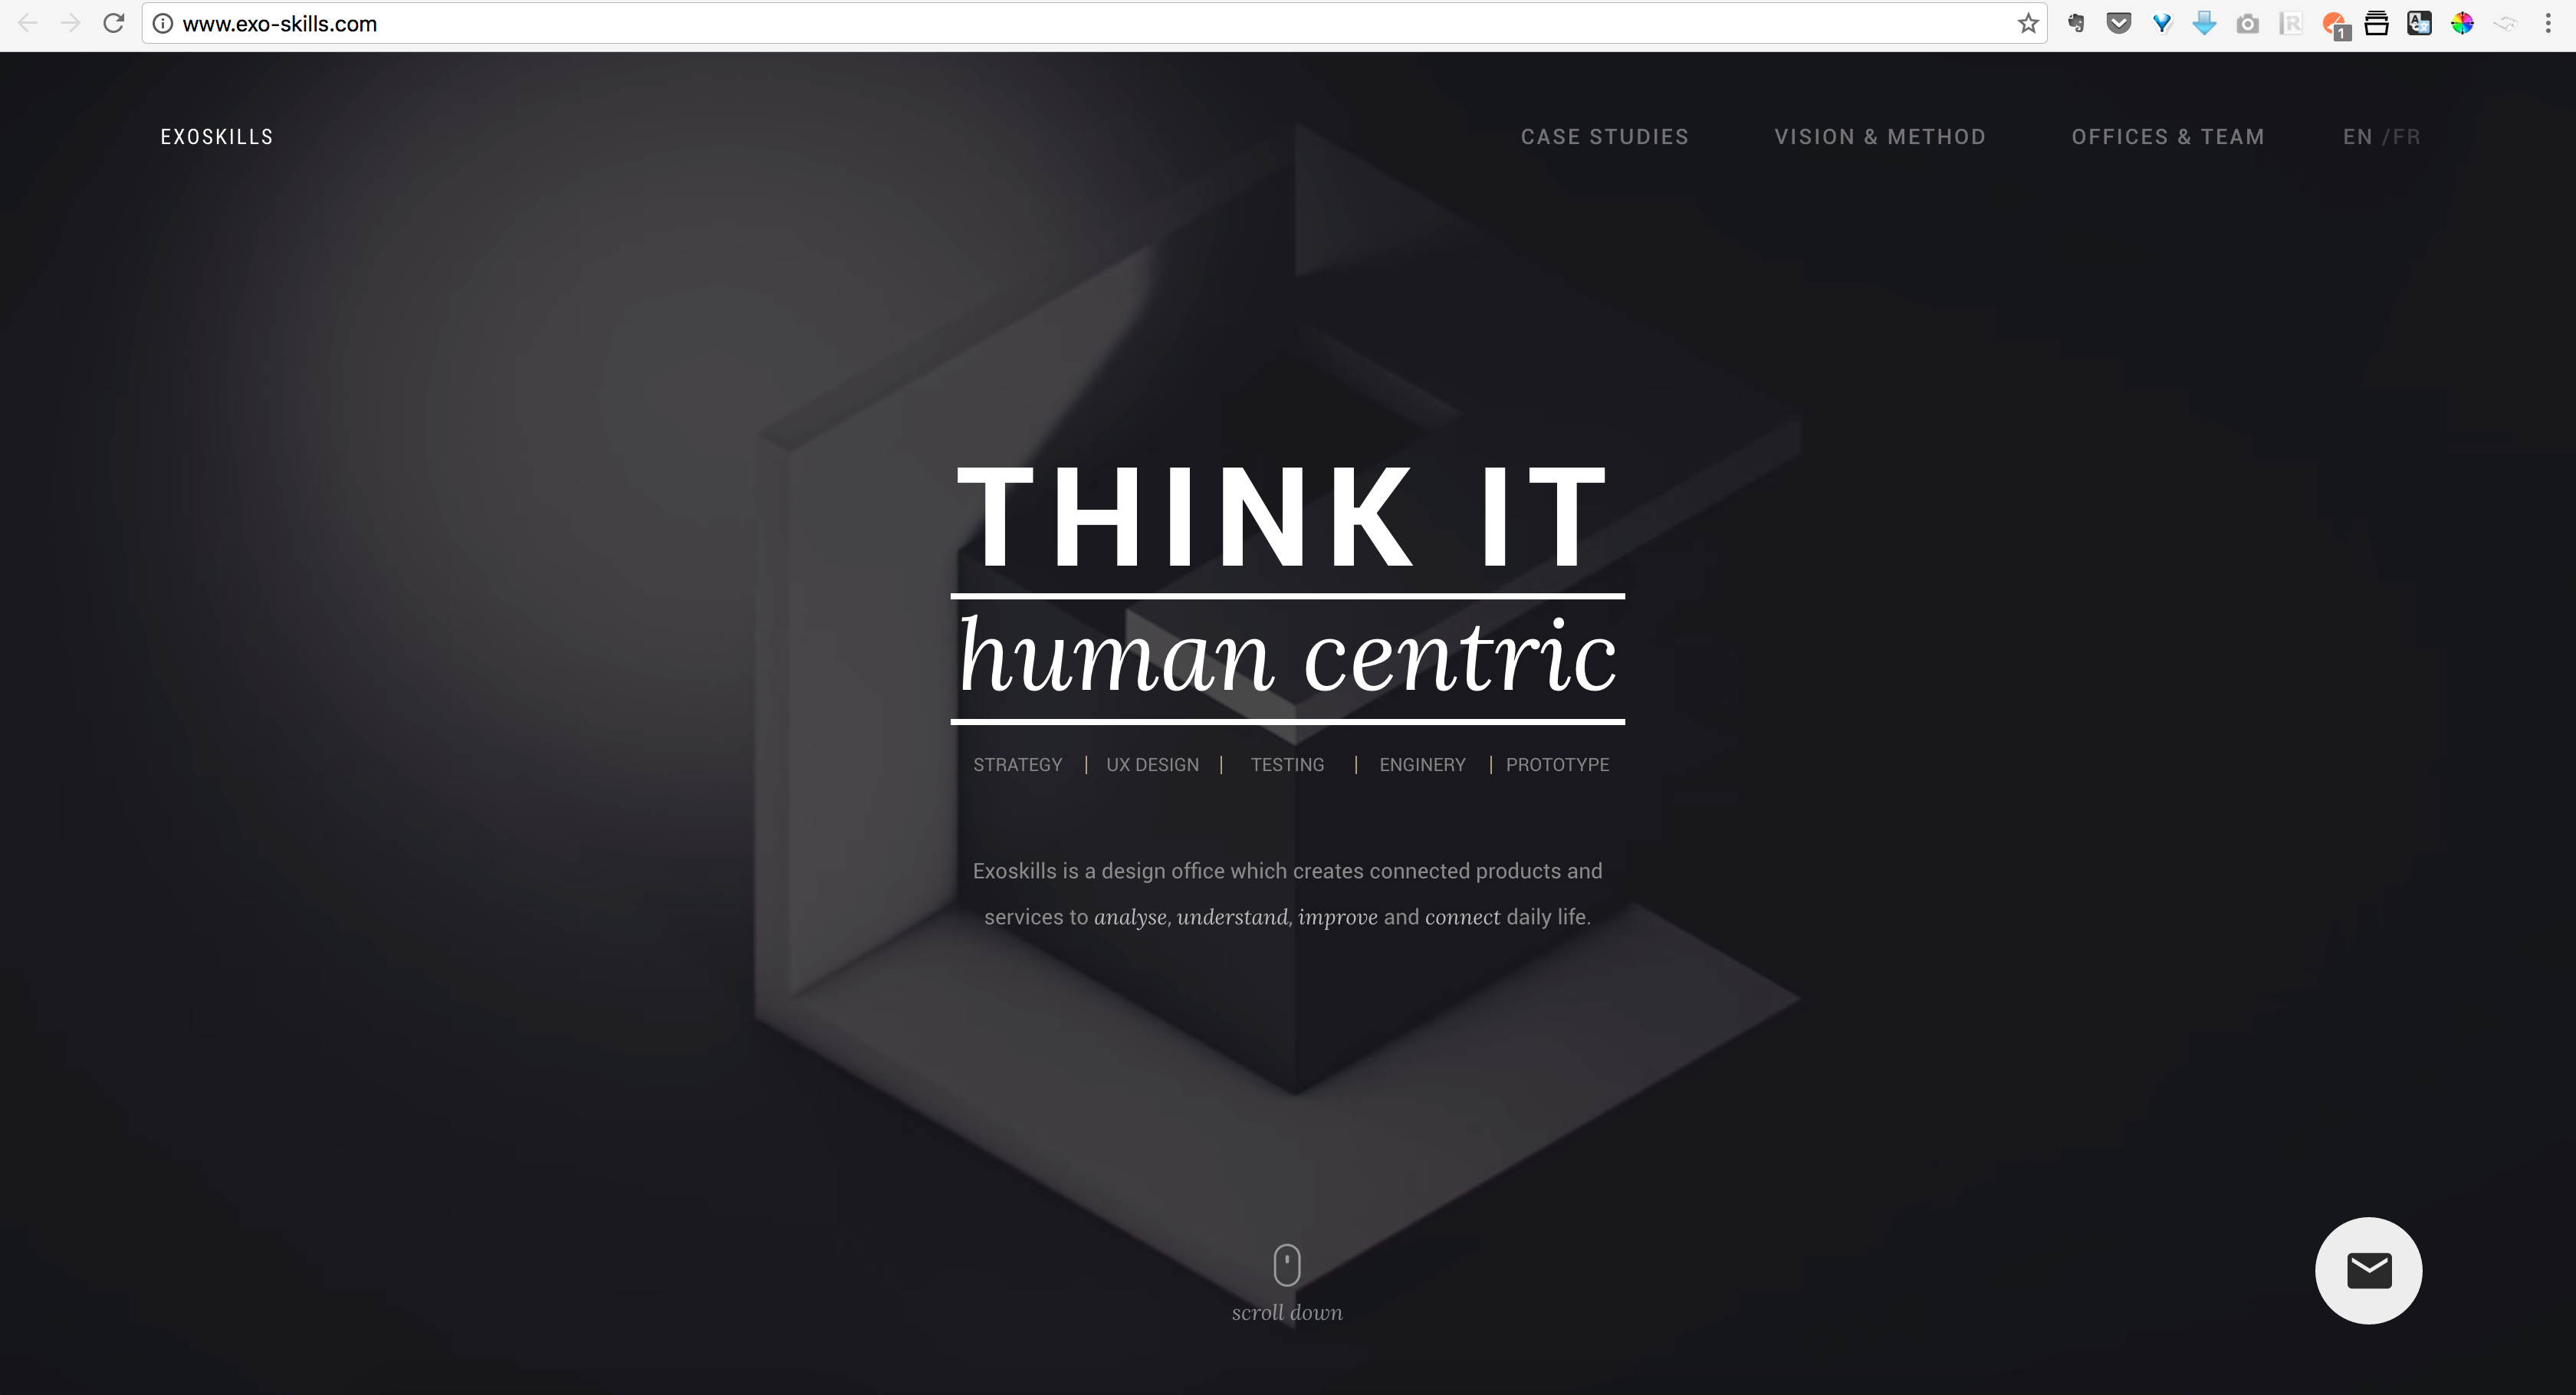 www.exo-skills.com
1
EXOSKILLS
CASE STUDIES
VISION & METHOD
OFFICES & TEAM
EN /FR
THINK IT
human centric
STRATEGY | UX DESIGN | TESTING | ENGINERY | PROTOTYPE
Exoskills is a design office which creates connected products and
services to analyse, understand, improve and connect daily life.
scroll down